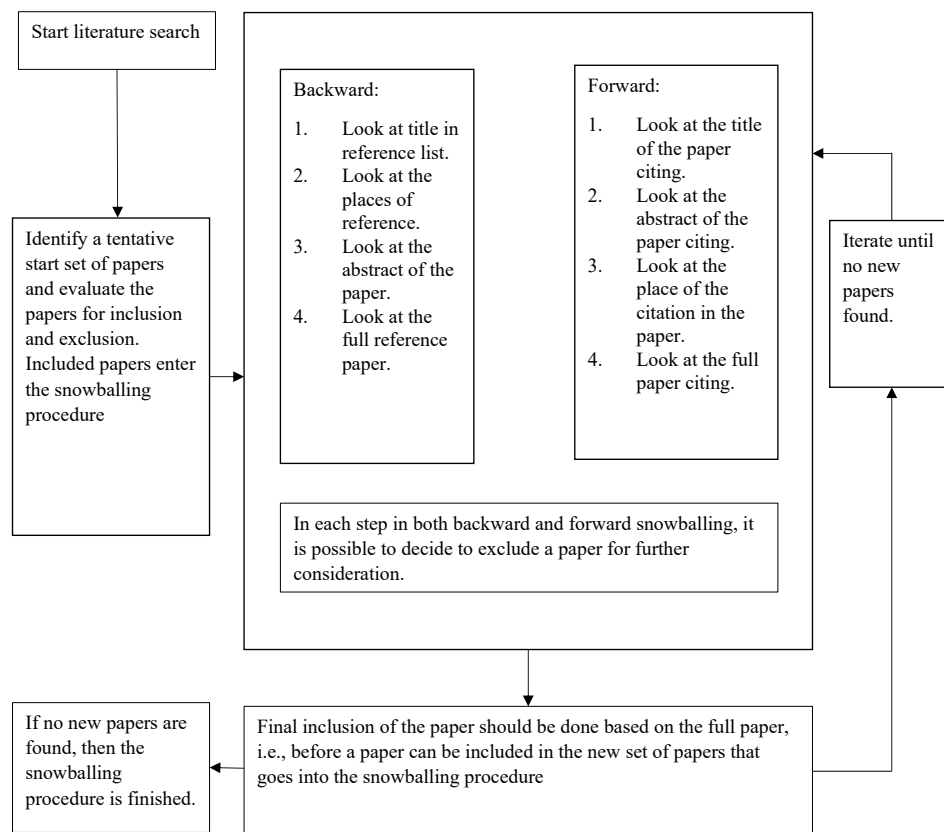 Start literature search
Identify a tentative
start set of papers
and evaluate the
papers for inclusion
and exclusion.
Included papers enter
the snowballing
procedure
Backward:
1. Look at title in
reference list.
2. Look at the
places of
reference.
3. Look at the
abstract of the
paper.
4. Look at the
full reference
paper.
Forward:
1. Look at the title
of the paper
citing.
2. Look at the
abstract of the
paper citing.
3. Look at the
place of the
citation in the
paper.
4. Look at the full
paper citing.
In each step in both backward and forward snowballing, it
is possible to decide to exclude a paper for further
consideration.
Iterate until
no new
papers
found.
Final inclusion of the paper should be done based on the full paper,
i.e., before a paper can be included in the new set of papers that
goes into the snowballing procedure
If no new papers are
found, then the
snowballing
procedure is finished.